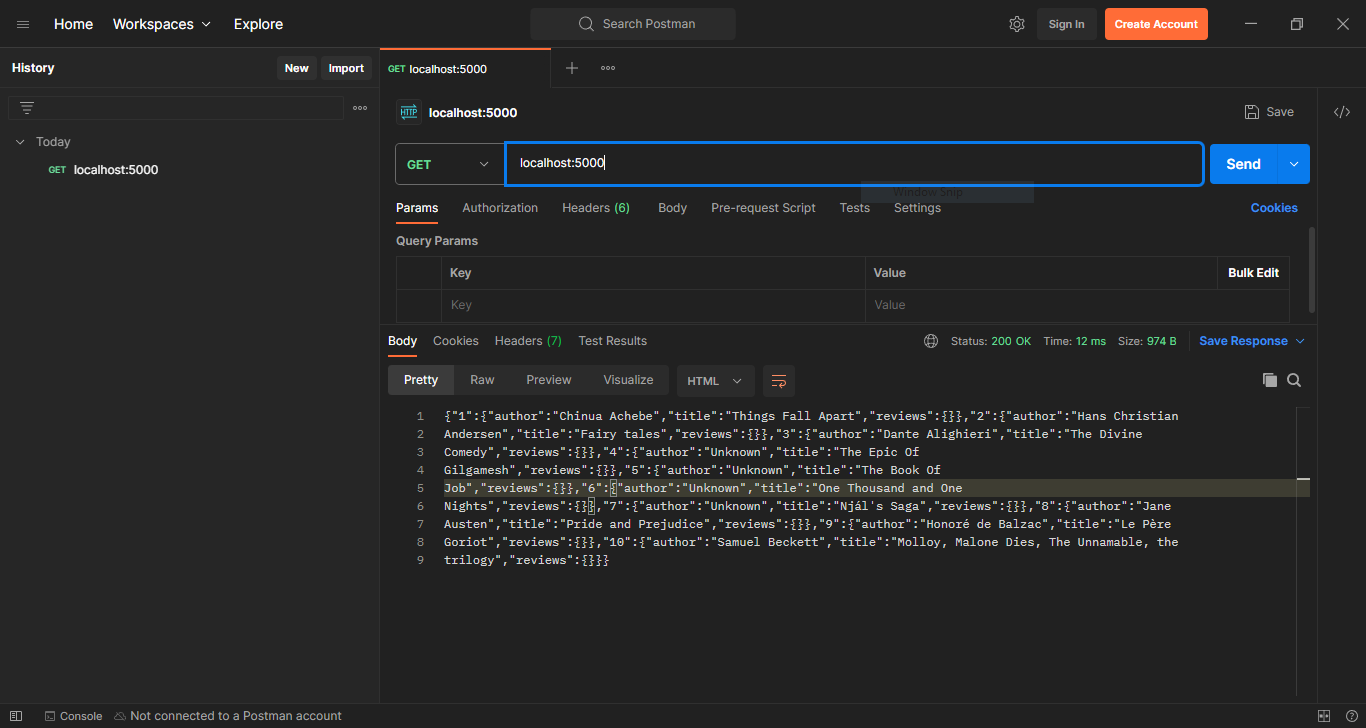 Home Workspaces Explore Search Postman Sign In Create Account
History New Import GET localhost:5000
HTTP localhost:5000 Save
Today
GET localhost:5000
GET localhost:5000 Send
Window Snip
Params Authorization Headers (6) Body Pre-request Script Tests Settings Cookies
Query Params
Key Value Bulk Edit
Key Value
Body Cookies Headers (7) Test Results Status: 200 OK Time: 12 ms Size: 974 B Save Response
Pretty Raw Preview Visualize HTML
1 {"1":{"author":"Chinua Achebe","title":"Things Fall Apart","reviews":{}},"2":{"author":"Hans Christian
2 Andersen","title":"Fairy tales","reviews":{}},"3":{"author":"Dante Alighieri","title":"The Divine
3 Comedy","reviews":{}},"4":{"author":"Unknown","title":"The Epic Of
4 Gilgamesh","reviews":{}},"5":{"author":"Unknown","title":"The Book Of
5 Job","reviews":{}},"6":{"author":"Unknown","title":"One Thousand and One
6 Nights","reviews":{}},"7":{"author":"Unknown","title":"Njál's Saga","reviews":{}},"8":{"author":"Jane
7 Austen","title":"Pride and Prejudice","reviews":{}},"9":{"author":"Honoré de Balzac","title":"Le Père
8 Goriot","reviews":{}},"10":{"author":"Samuel Beckett","title":"Molloy, Malone Dies, The Unnamable, the
9 trilogy","reviews":{}}}
Console Not connected to a Postman account